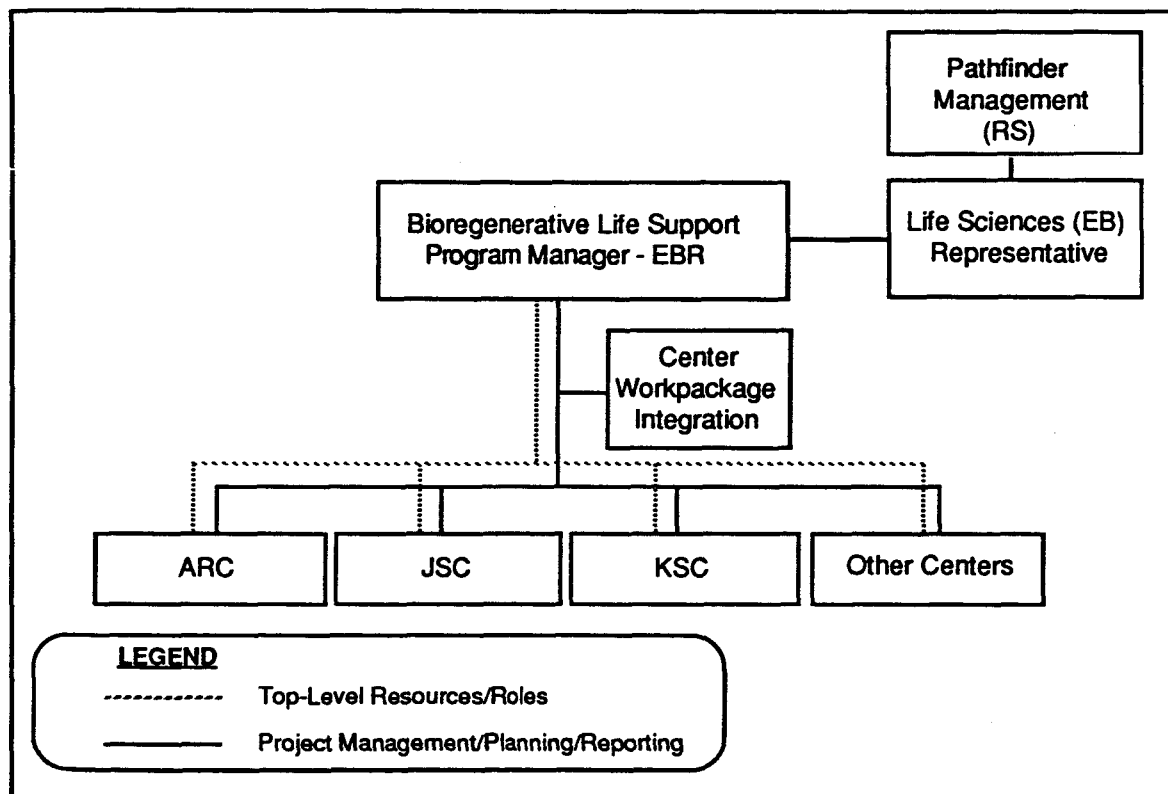 Pathfinder
Management
(RS)
Bioregenerative Life Support
Program Manager - EBR
Life Sciences (EB)
Representative
Center
Workpackage
Integration
ARC
JSC
KSC
Other Centers
LEGEND
Top-Level Resources/Roles
Project Management/Planning/Reporting